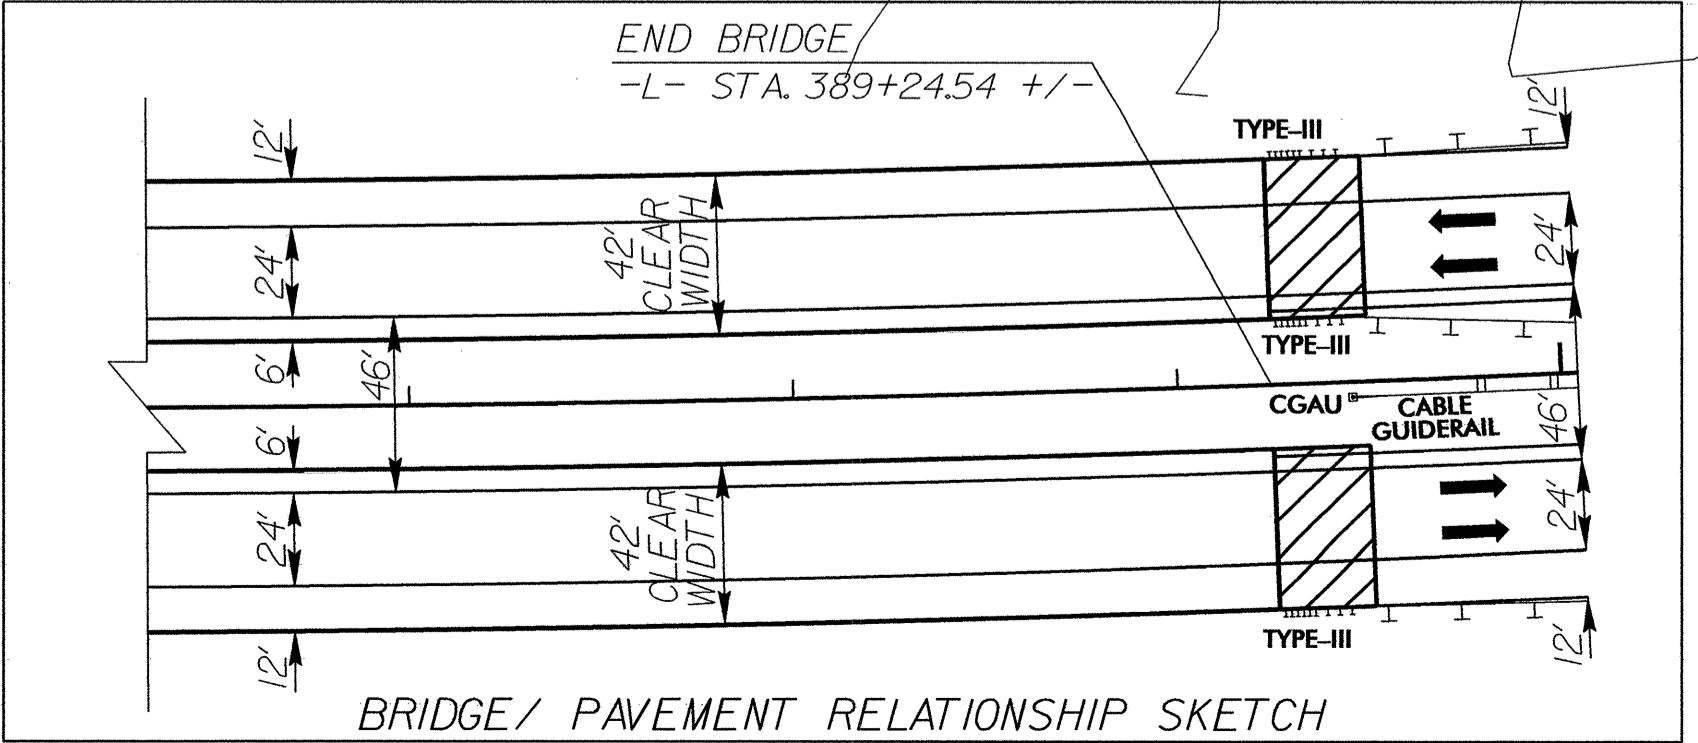 END BRIDGE
-L- STA. 389+24.54 +/-
12'
TYPE-III
12'
24'
42'
CLEAR
WIDTH
24'
6'
46'
TYPE-III
CGAU
CABLE
GUIDERAIL
46'
6'
24'
42'
CLEAR
WIDTH
24'
12'
TYPE-III
12'
BRIDGE/ PAVEMENT RELATIONSHIP SKETCH